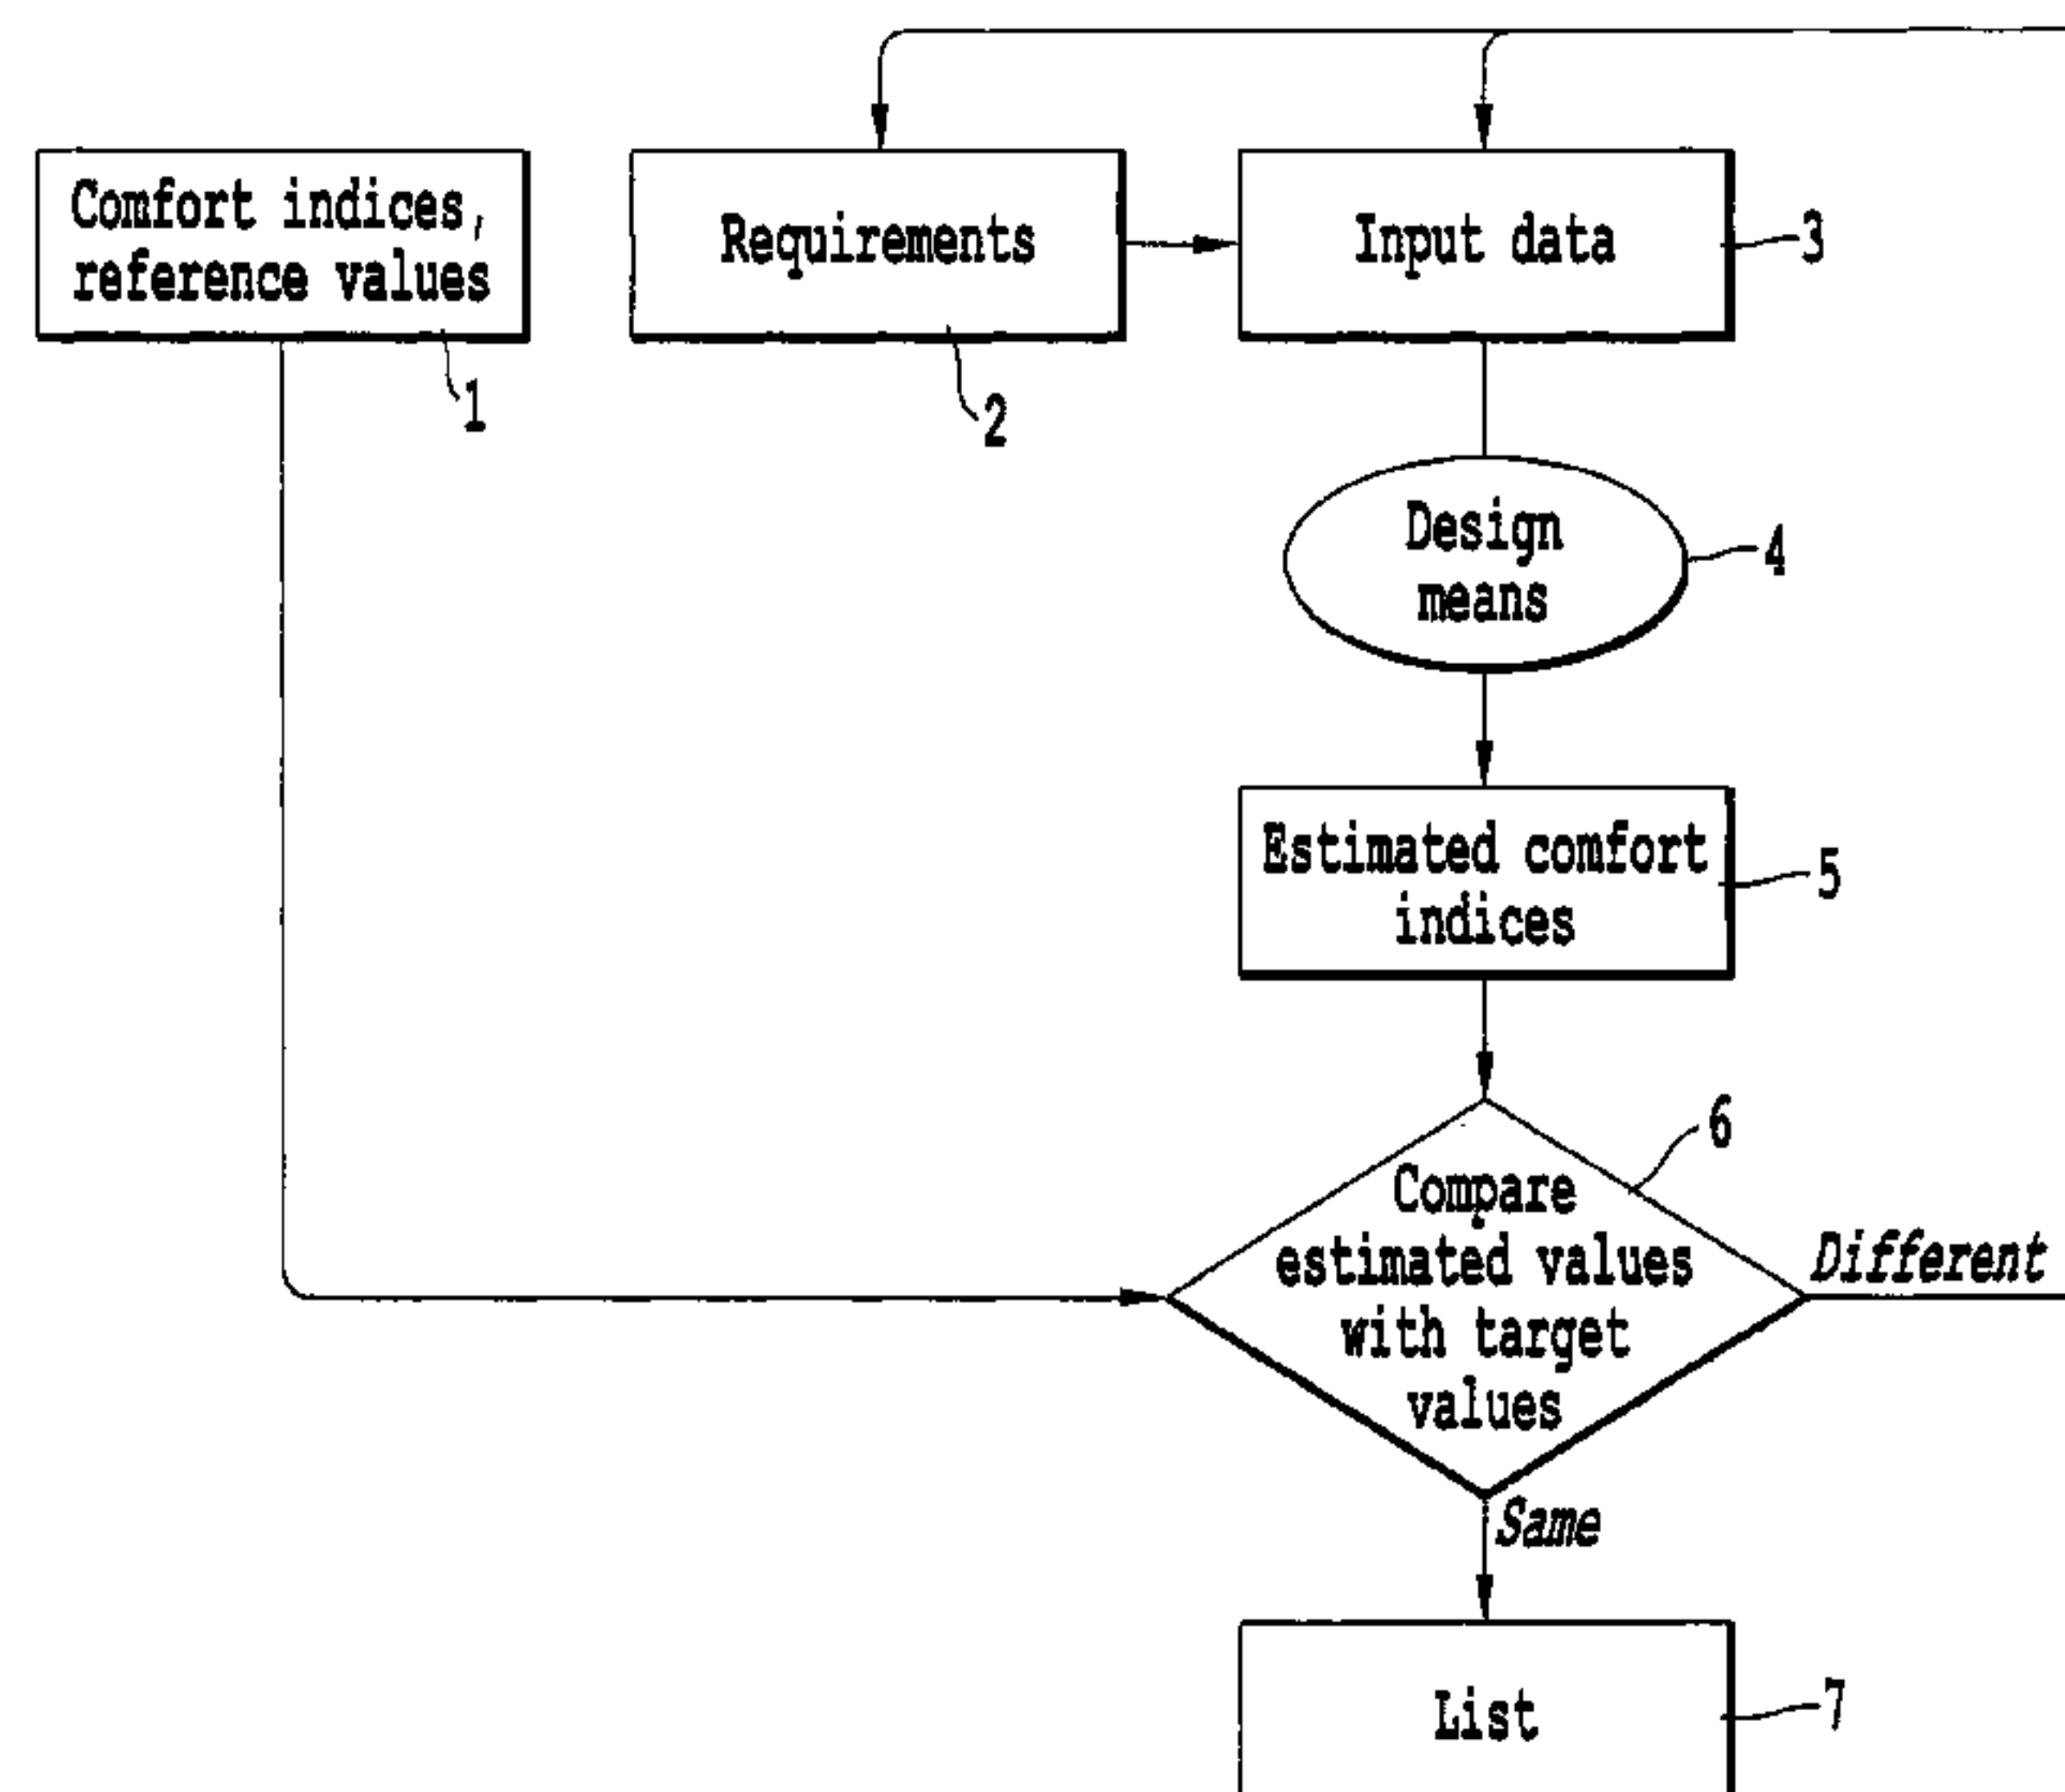 Comfort indices,
reference values
1
Requirements
2
Input data
3
Design
means
4
Estimated comfort
indices
5
Compare
estimated values
with target
values
6
Different
Same
List
7